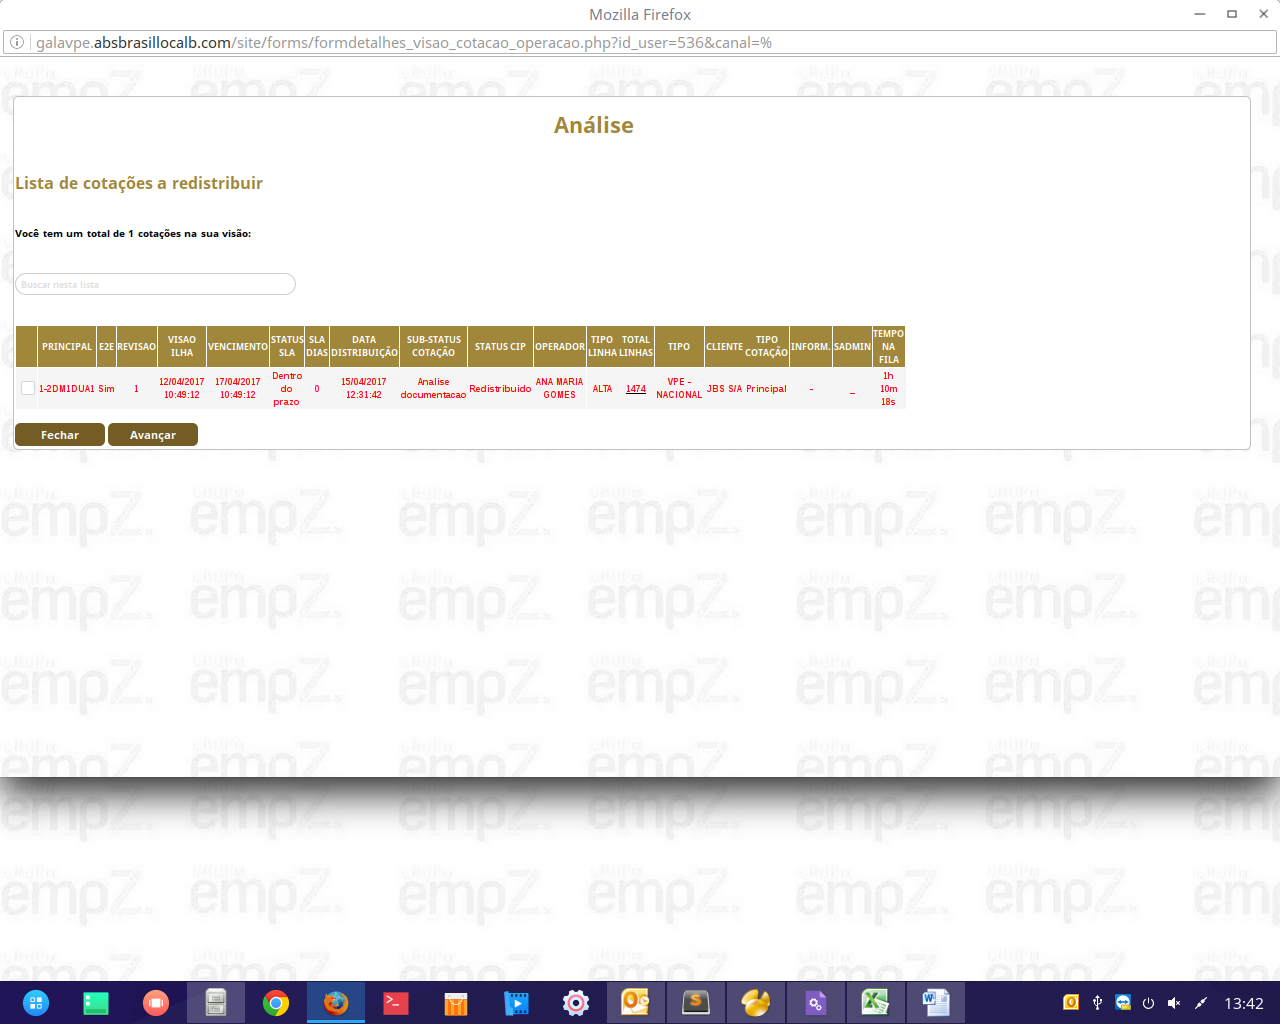 Mozilla Firefox
galavpe.absbrasillocalb.com/site/forms/formdetalhes_visao_cotacao_operacao.php?id_user=536&canal=%
Análise
Lista de cotações a redistribuir
Você tem um total de 1 cotações na sua visão:
Buscar nesta lista
PRINCIPAL E2E REVISAO VISAO ILHA VENCIMENTO STATUS SLA SLA DIAS DATA DISTRIBUIÇÃO SUB-STATUS COTAÇÃO STATUS CIP OPERADOR TIPO LINHA TOTAL LINHAS TIPO CLIENTE TIPO COTAÇÃO INFORM. SADMIN TEMPO NA FILA
1-2DM1DUA1 Sim 1 12/04/2017 10:49:12 17/04/2017 10:49:12 Dentro do prazo 0 15/04/2017 12:31:42 Analise documentacao Redistribuido ANA MARIA GOMES ALTA 1474 VPE - NACIONAL JBS S/A Principal - _ 1h 10m 18s
Fechar Avançar
GRUPO empZ
13:42